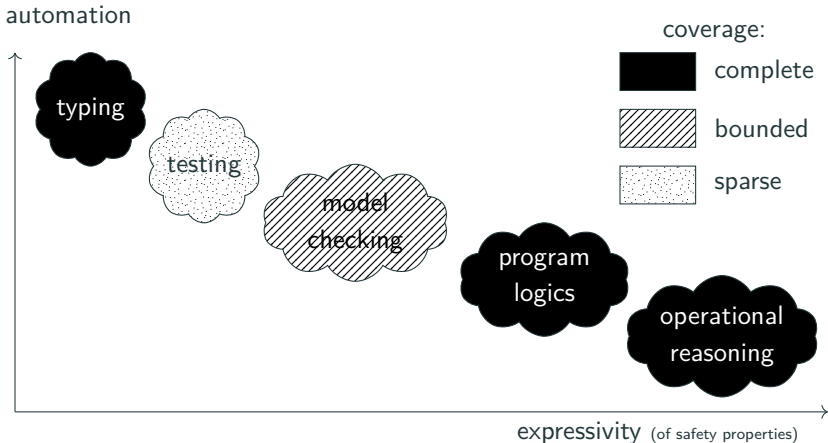 automation
coverage:
complete
bounded
sparse
typing
testing
model
checking
program
logics
operational
reasoning
expressivity (of safety properties)